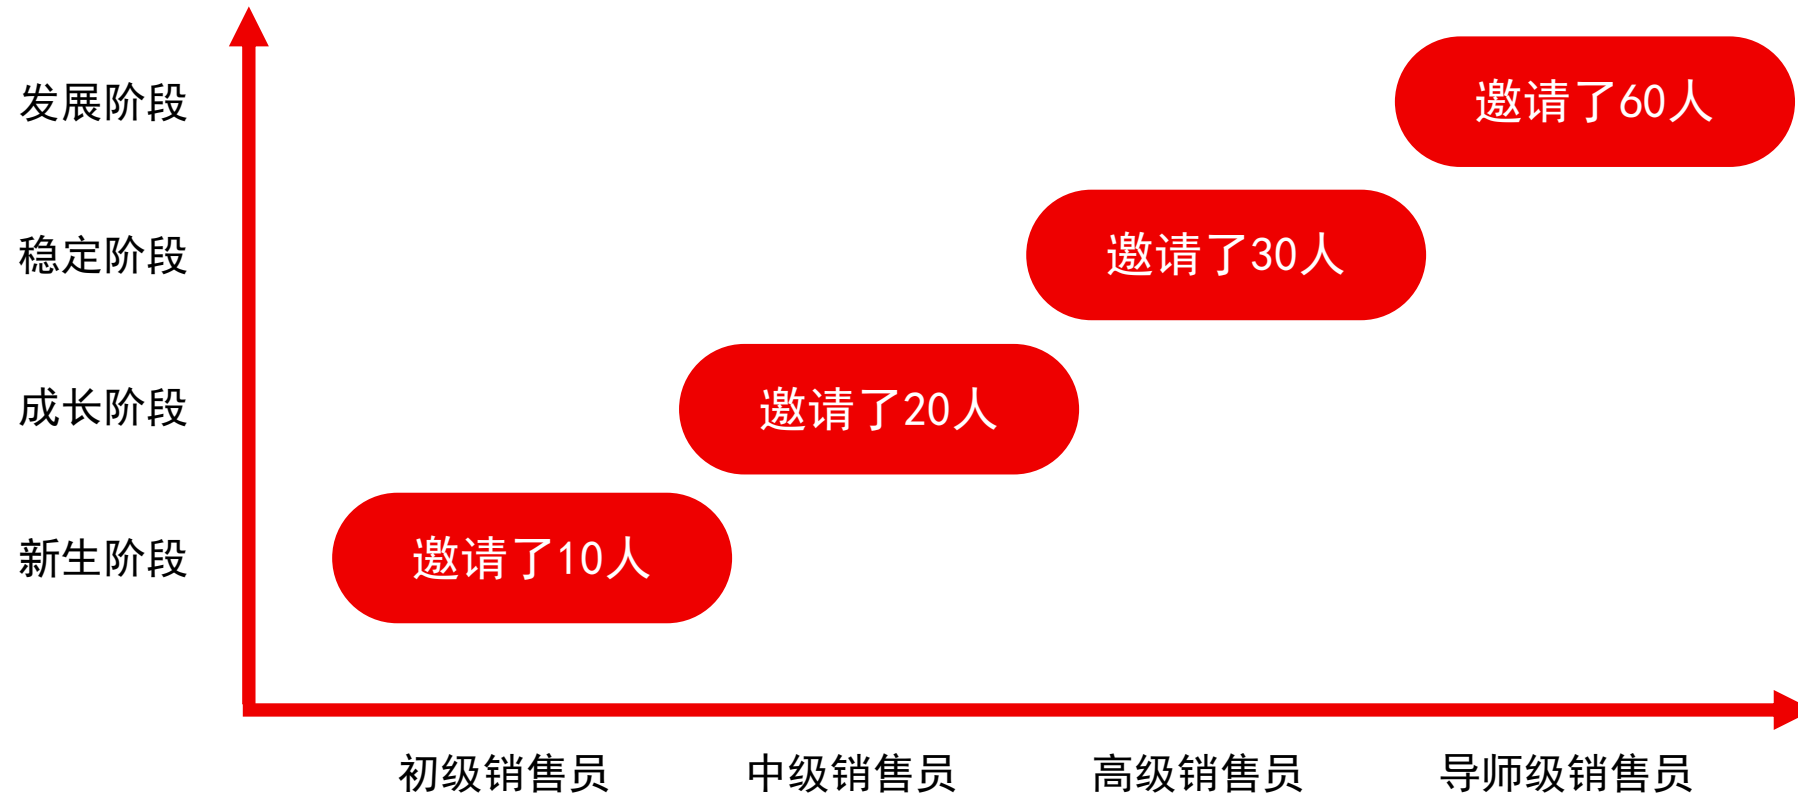 发展阶段
邀请了60人
稳定阶段
邀请了30人
成长阶段
邀请了20人
新生阶段
邀请了10人
初级销售员
中级销售员
高级销售员
导师级销售员